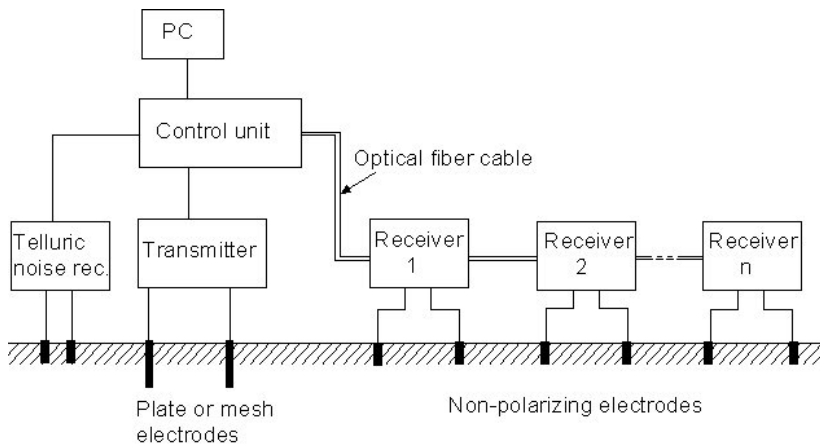 PC
Control unit
Optical fiber cable
Telluric
noise rec.
Transmitter
Receiver
1
Receiver
2
Receiver
n
Plate or mesh
electrodes
Non-polarizing electrodes